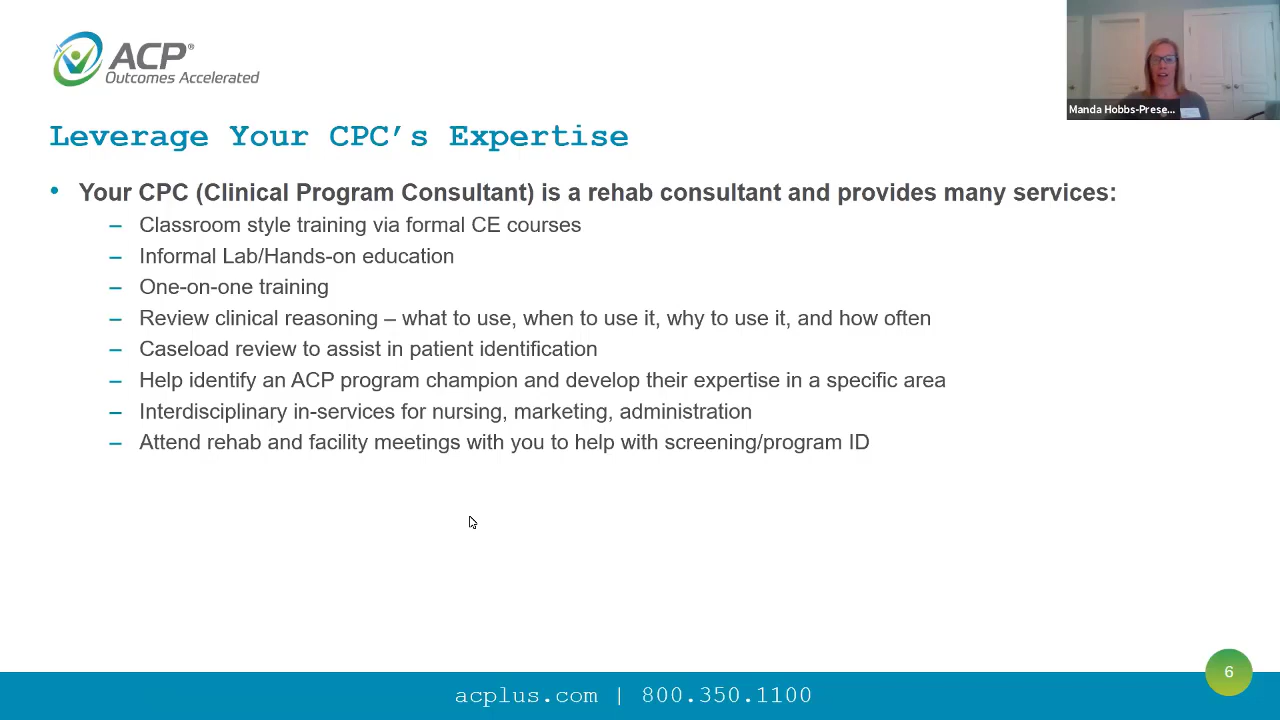 ACP®
Outcomes Accelerated
Manda Hobbs-Prese...
Leverage Your CPC’s Expertise
• Your CPC (Clinical Program Consultant) is a rehab consultant and provides many services:
– Classroom style training via formal CE courses
– Informal Lab/Hands-on education
– One-on-one training
– Review clinical reasoning – what to use, when to use it, why to use it, and how often
– Caseload review to assist in patient identification
– Help identify an ACP program champion and develop their expertise in a specific area
– Interdisciplinary in-services for nursing, marketing, administration
– Attend rehab and facility meetings with you to help with screening/program ID
6
acplus.com | 800.350.1100